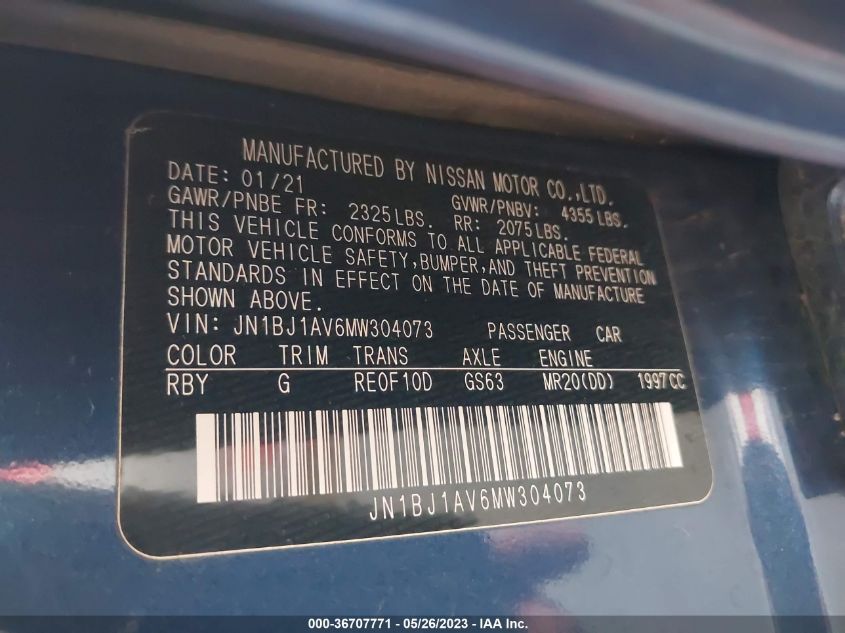 MANUFACTURED BY NISSAN MOTOR CO.,LTD.
DATE: 01/21 GVWR/PNBV: 4355 LBS.
GAWR/PNBE FR: 2325LBS. RR: 2075LBS.
THIS VEHICLE CONFORMS TO ALL APPLICABLE FEDERAL
MOTOR VEHICLE SAFETY,BUMPER,AND THEFT PREVENTION
STANDARDS IN EFFECT ON THE DATE OF MANUFACTURE
SHOWN ABOVE.
VIN: JN1BJ1AV6MW304073 PASSENGER CAR
COLOR TRIM TRANS AXLE ENGINE
RBY G RE0F10D GS63 MR20(DD) 1997CC
JN1BJ1AV6MW304073
000-36707771 - 05/26/2023 - IAA Inc.